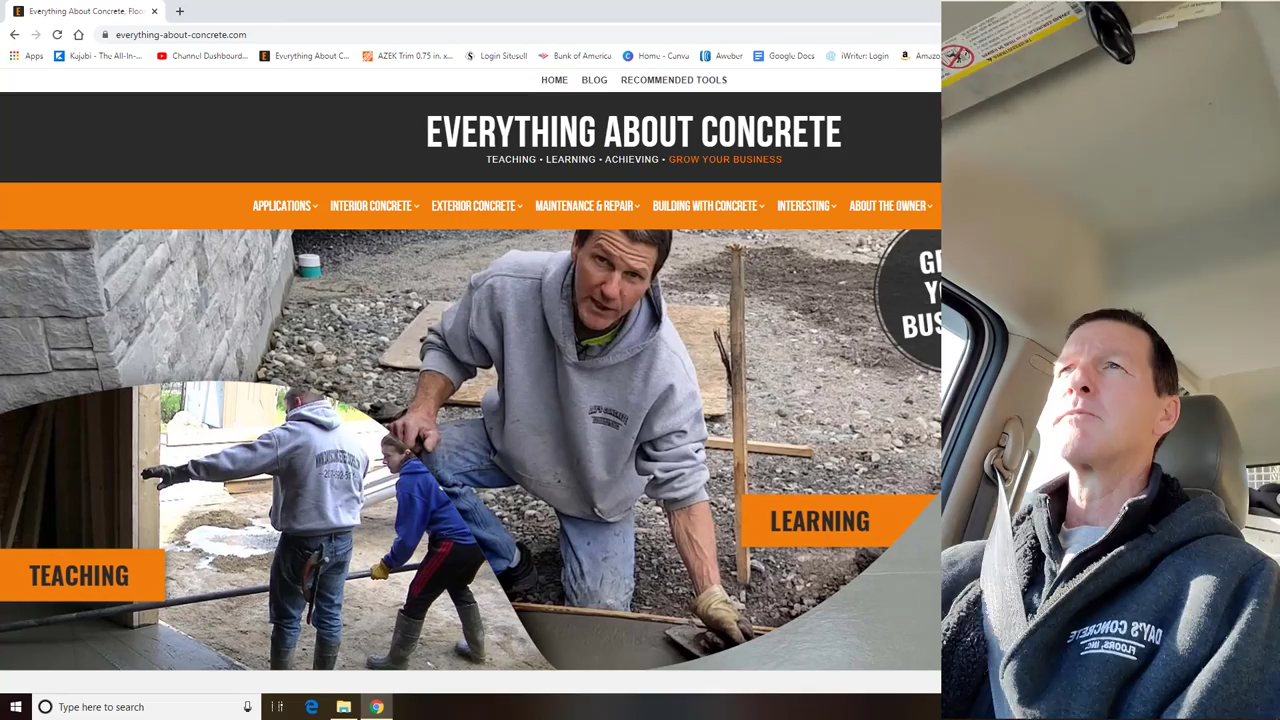 Everything About Concrete, Floo
everything-about-concrete.com
Apps
Kujabi - The All-In-...
Channel Dashboard...
Everything About C...
AZEK Trim 0.75 in. x...
Login Sitesell
Bank of America
Home - Canva
Aweber
Google Docs
iWriter: Login
Amazo
HOME BLOG RECOMMENDED TOOLS
EVERYTHING ABOUT CONCRETE
TEACHING • LEARNING • ACHIEVING • GROW YOUR BUSINESS
APPLICATIONS INTERIOR CONCRETE EXTERIOR CONCRETE MAINTENANCE & REPAIR BUILDING WITH CONCRETE INTERESTING ABOUT THE OWNER
DAY'S CONCRETE
LEARNING
TEACHING
DAY'S CONCRETE
FLOORS, INC.
Type here to search